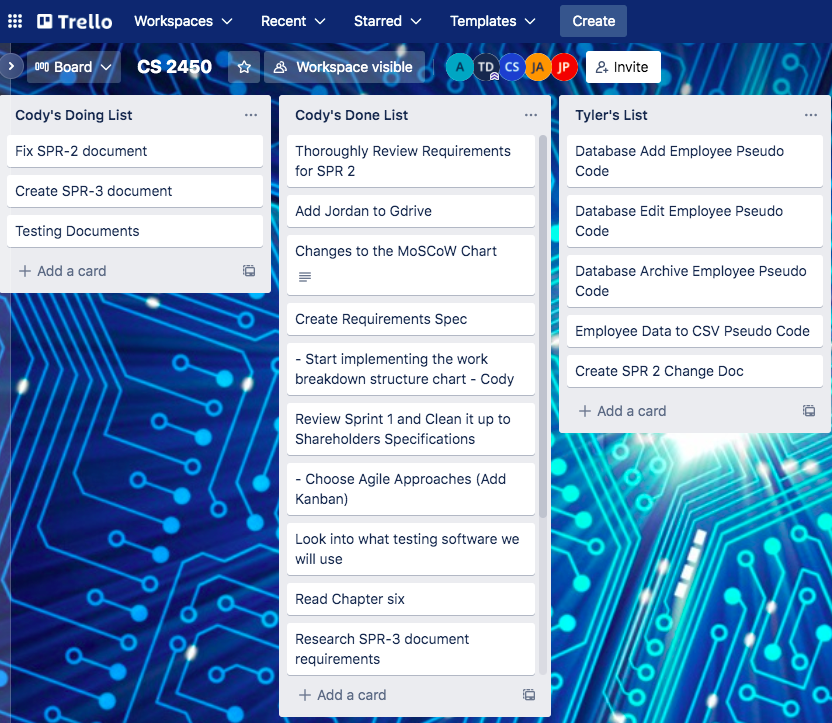 Trello
Workspaces
Recent
Starred
Templates
Create
Board
CS 2450
Workspace visible
A
TD
CS
JA
JP
Invite
Cody's Doing List
Fix SPR-2 document
Create SPR-3 document
Testing Documents
+ Add a card
Cody's Done List
Thoroughly Review Requirements
for SPR 2
Add Jordan to Gdrive
Changes to the MoSCoW Chart
Create Requirements Spec
- Start implementing the work
breakdown structure chart - Cody
Review Sprint 1 and Clean it up to
Shareholders Specifications
- Choose Agile Approaches (Add
Kanban)
Look into what testing software we
will use
Read Chapter six
Research SPR-3 document
requirements
+ Add a card
Tyler's List
Database Add Employee Pseudo
Code
Database Edit Employee Pseudo
Code
Database Archive Employee Pseudo
Code
Employee Data to CSV Pseudo Code
Create SPR 2 Change Doc
+ Add a card